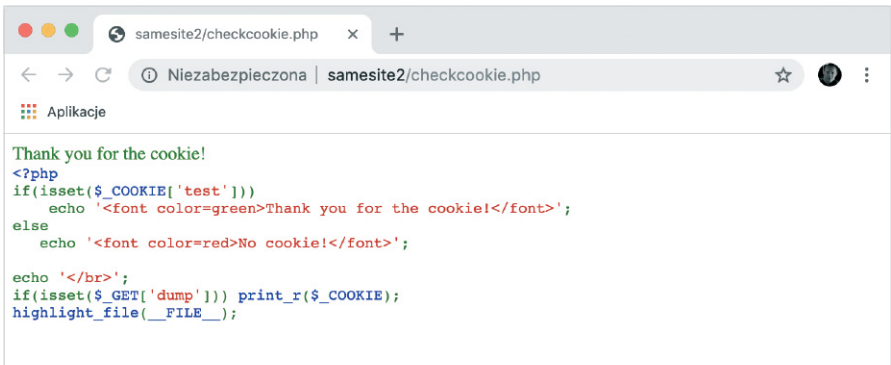 samesite2/checkcookie.php
Niezabezpieczona | samesite2/checkcookie.php
Aplikacje
Thank you for the cookie!
<?php
if(isset($_COOKIE['test']))
    echo '<font color=green>Thank you for the cookie!</font>';
else
   echo '<font color=red>No cookie!</font>';
echo '</br>';
if(isset($_GET['dump'])) print_r($_COOKIE);
highlight_file(__FILE__);